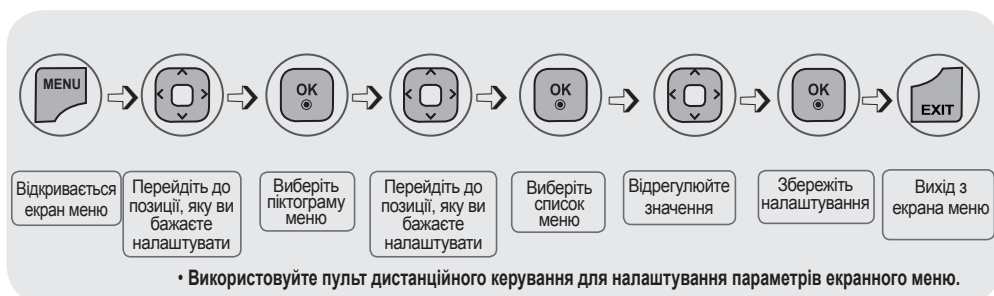 MENU
OK
OK
OK
EXIT
Відкривається
екран меню
Перейдіть до
позиції, яку ви
бажаєте
налаштувати
Виберіть
піктограму
меню
Перейдіть до
позиції, яку ви
бажаєте
налаштувати
Виберіть
список
меню
Відрегулюйте
значення
Збережіть
налаштування
Вихід з
екрана меню
• Використовуйте пульт дистанційного керування для налаштування параметрів екранного меню.